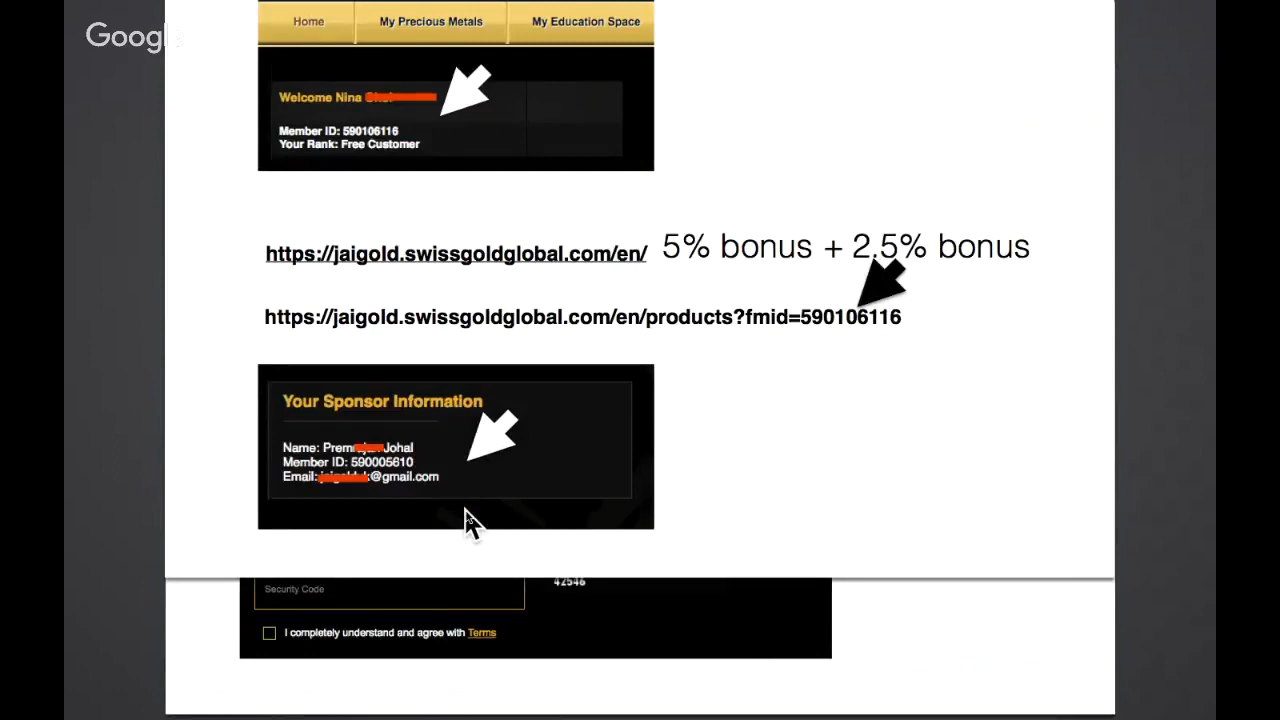 Google
Home My Precious Metals My Education Space
Welcome Nina
Member ID: 590106116
Your Rank: Free Customer
https://jaigold.swissgoldglobal.com/en/ 5% bonus + 2.5% bonus
https://jaigold.swissgoldglobal.com/en/products?fmid=590106116
Your Sponsor Information
Name: Prem Johal
Member ID: 590005610
Email: @gmail.com
Security Code 42546
I completely understand and agree with Terms